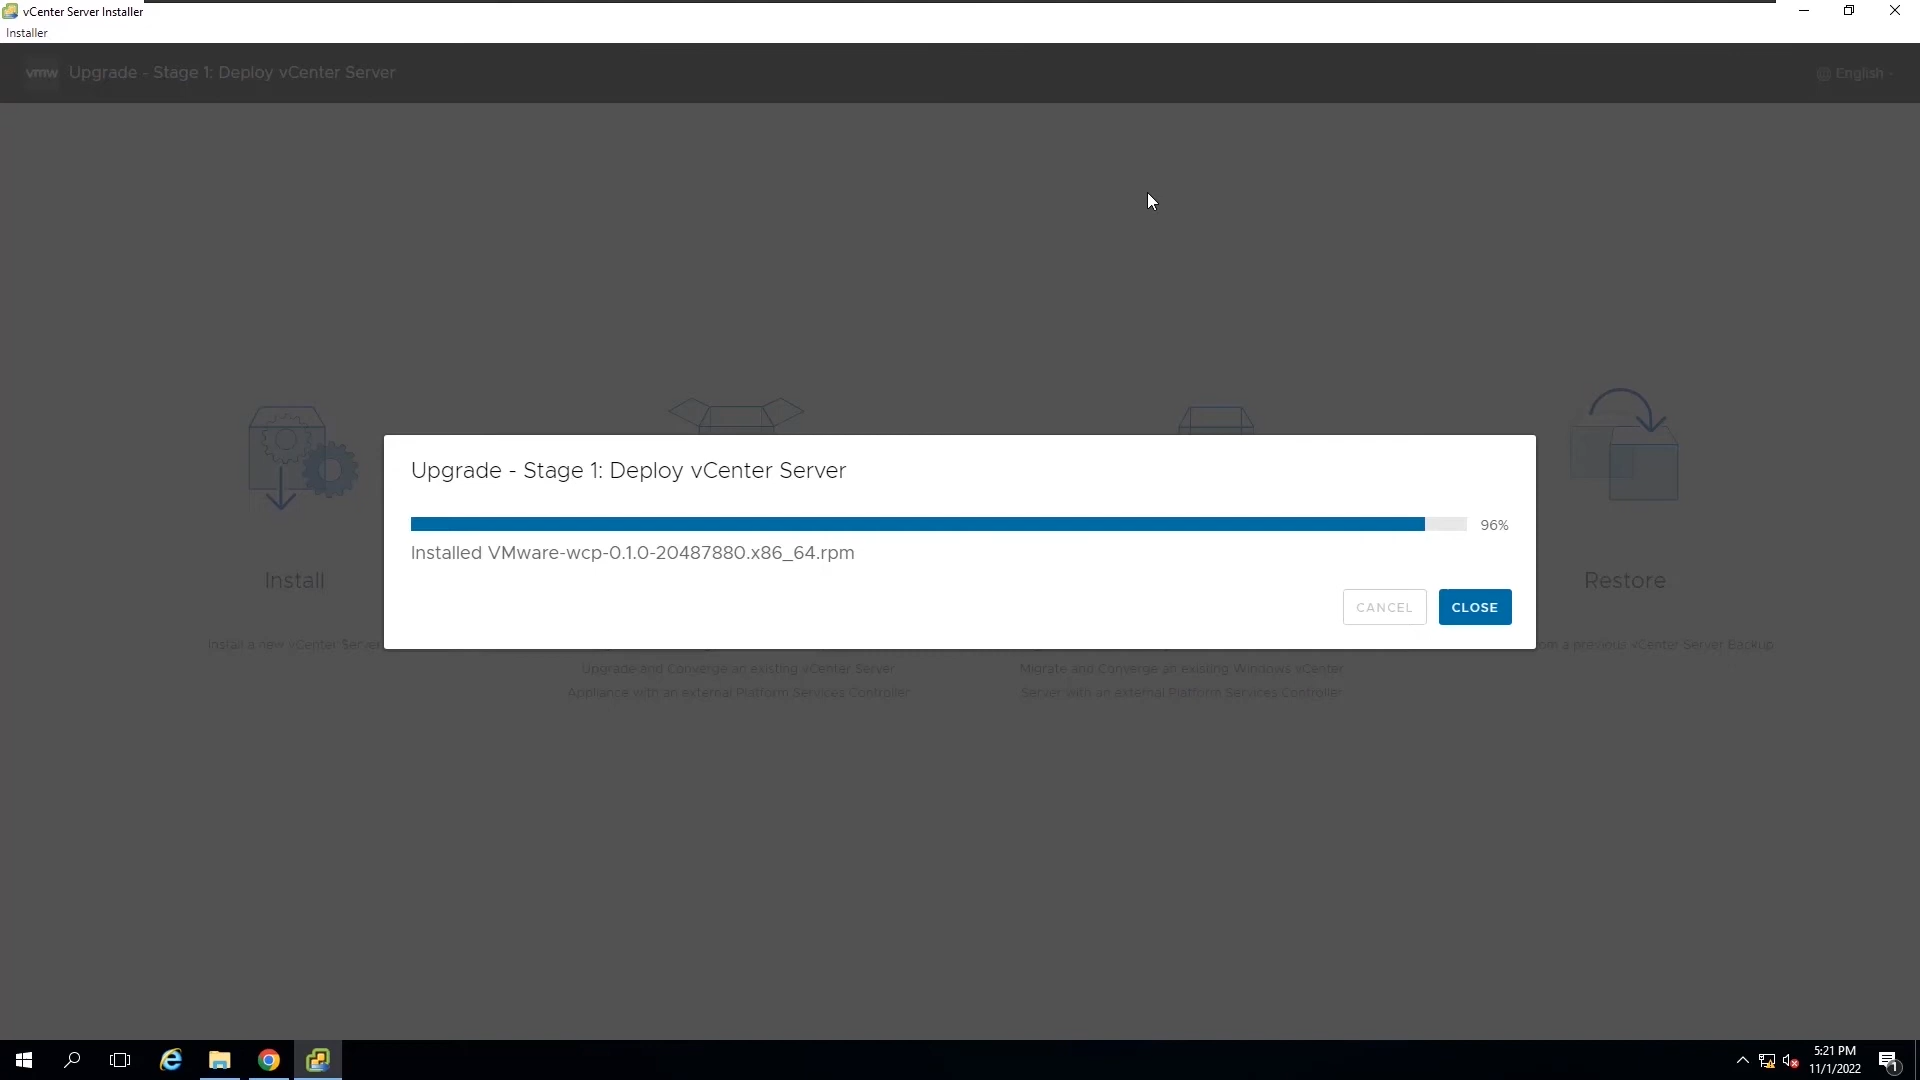 vCenter Server Installer
Installer
vmw Upgrade - Stage 1: Deploy vCenter Server
English
Upgrade - Stage 1: Deploy vCenter Server
96%
Installed VMware-wcp-0.1.0-20487880.x86_64.rpm
CANCEL CLOSE
Install
Restore
Install a new vCenter Server
om a previous vCenter Server Backup
Upgrade and Converge an existing vCenter Server
Appliance with an external Platform Services Controller
Migrate and Converge an existing Windows vCenter
Server with an external Platform Services Controller
5:21 PM
11/1/2022
1